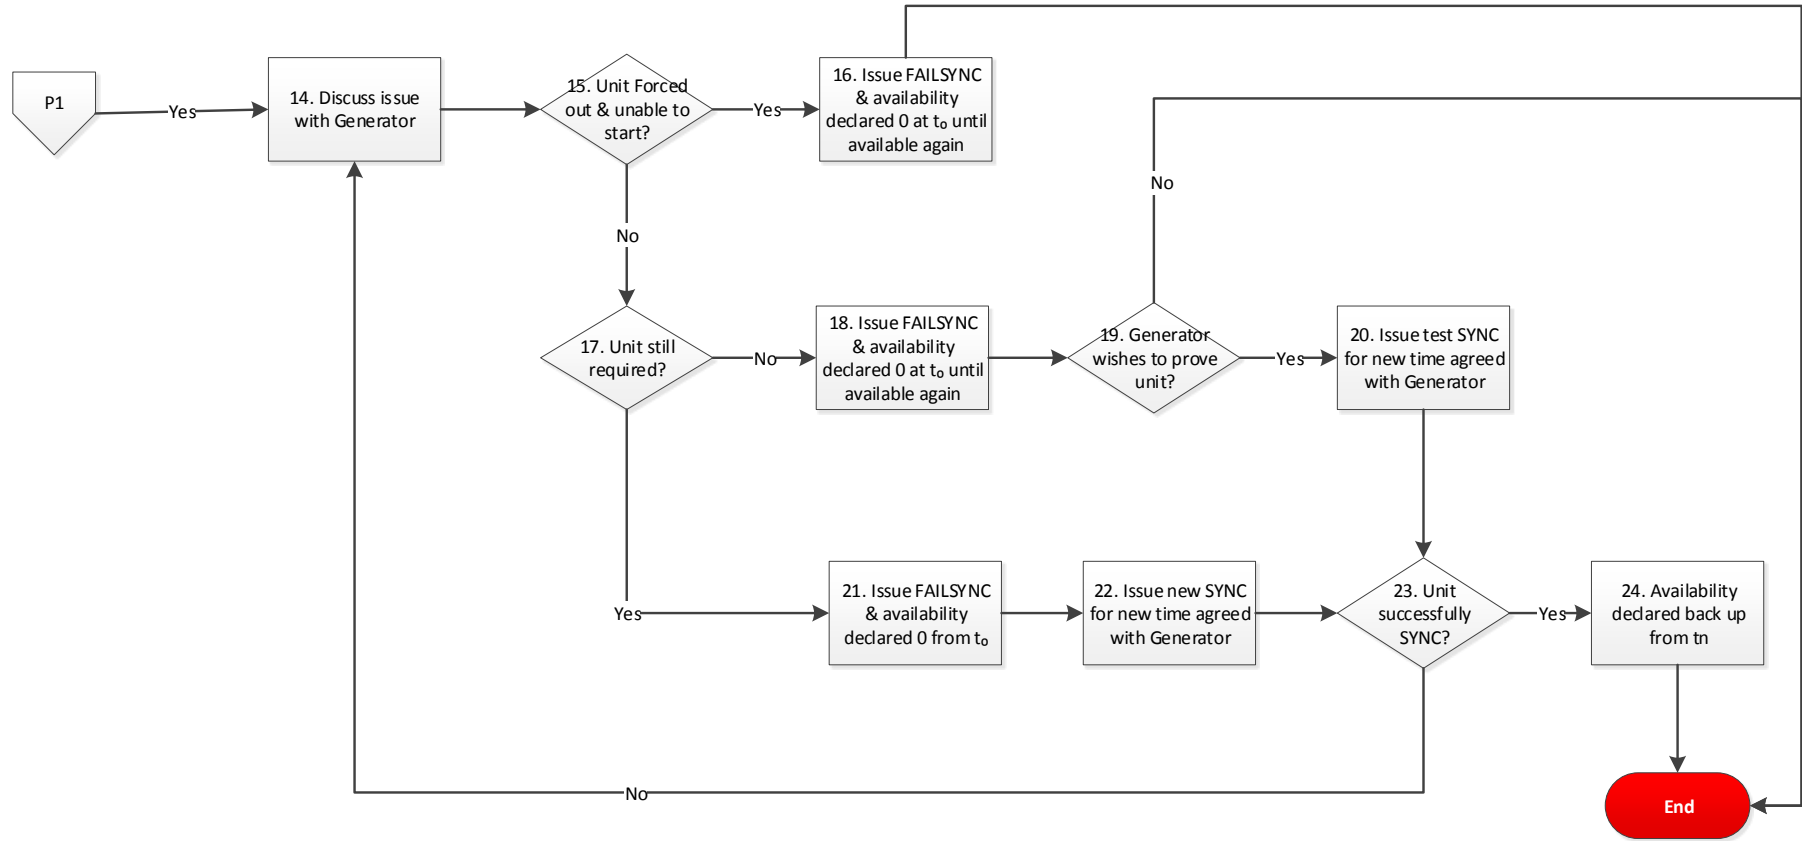 P1
Yes
14. Discuss issue
with Generator
15. Unit Forced
out & unable to
start?
Yes
16. Issue FAILSYNC
& availability
declared 0 at t₀ until
available again
No
No
17. Unit still
required?
No
18. Issue FAILSYNC
& availability
declared 0 at t₀ until
available again
19. Generator
wishes to prove
unit?
Yes
20. Issue test SYNC
for new time agreed
with Generator
Yes
21. Issue FAILSYNC
& availability
declared 0 from t₀
22. Issue new SYNC
for new time agreed
with Generator
23. Unit
successfully
SYNC?
Yes
24. Availability
declared back up
from tn
No
End